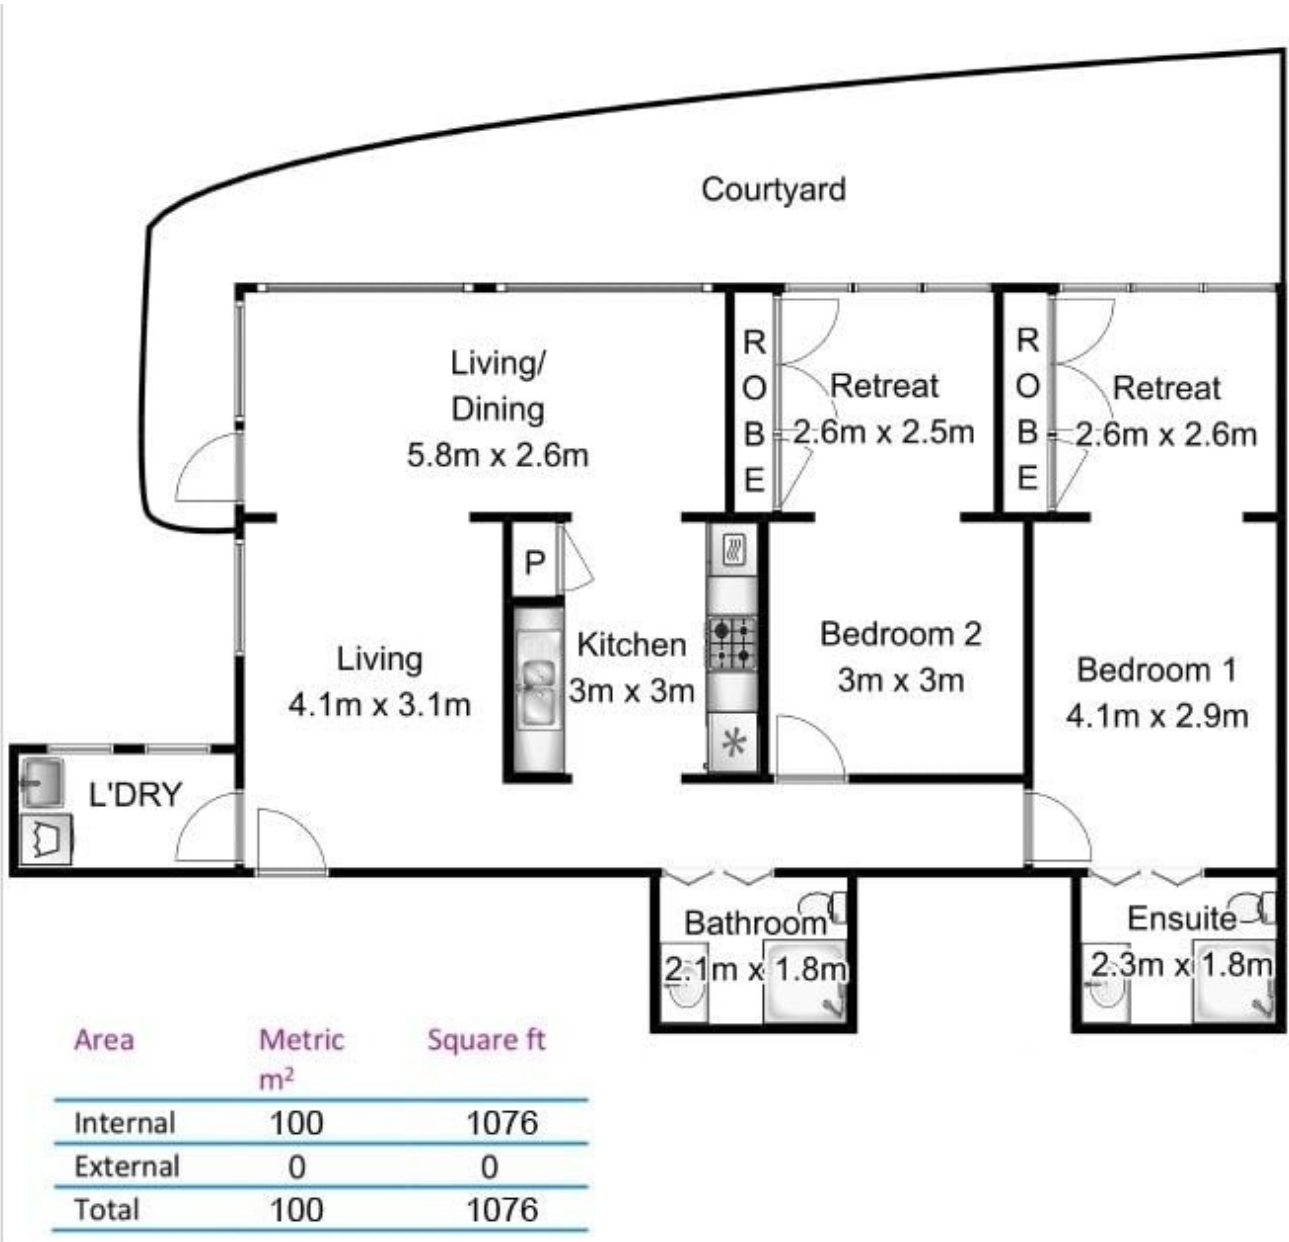 Courtyard
Living/
Dining
5.8m x 2.6m
R
O
B
E
Retreat
2.6m x 2.5m
R
O
B
E
Retreat
2.6m x 2.6m
P
Kitchen
3m x 3m
Living
4.1m x 3.1m
Bedroom 2
3m x 3m
Bedroom 1
4.1m x 2.9m
L'DRY
Bathroom
2.1m x 1.8m
Ensuite
2.3m x 1.8m
Area Metric Square ft
m²
Internal 100 1076
External 0 0
Total 100 1076